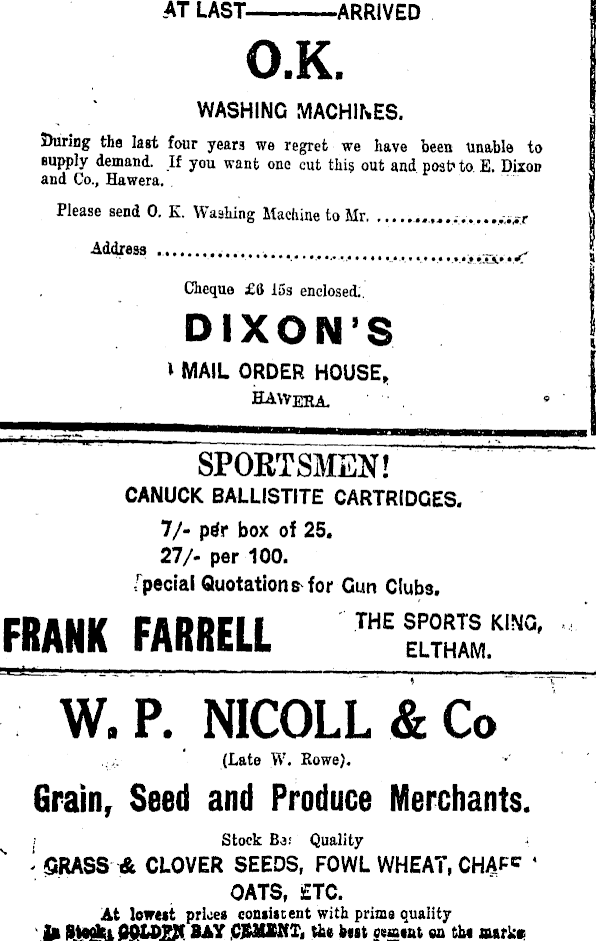 AT LAST————ARRIVED
O.K.
WASHING MACHINES.
During the last four years we regret we have been unable to
supply demand. If you want one cut this out and post to E. Dixon
and Co., Hawera.
Please send O. K. Washing Machine to Mr. ......................
Address ................................................
Cheque £6 15s enclosed.
DIXON'S
MAIL ORDER HOUSE,
HAWERA.
SPORTSMEN!
CANUCK BALLISTITE CARTRIDGES.
7/- per box of 25.
27/- per 100.
Special Quotations for Gun Clubs.
FRANK FARRELL
THE SPORTS KING,
ELTHAM.
W. P. NICOLL & Co
(Late W. Rowe).
Grain, Seed and Produce Merchants.
Stock Quality
GRASS & CLOVER SEEDS, FOWL WHEAT, CHAFF
OATS, ETC.
At lowest prices consistent with prime quality
In Stock, GOLDEN BAY CEMENT, the best cement on the market